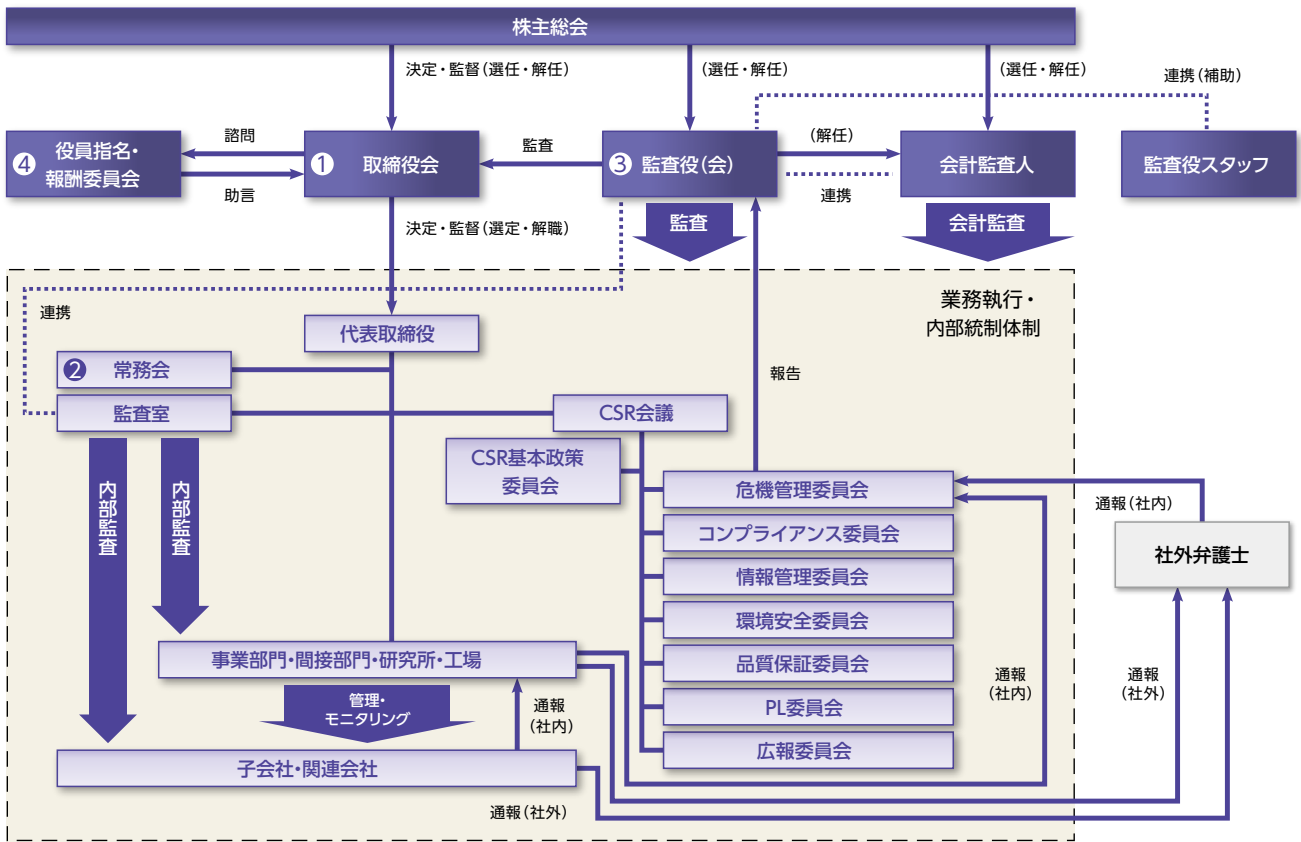 株主総会
決定・監督(選任・解任)
(選任・解任)
(選任・解任)
連携(補助)
4 役員指名・
報酬委員会
諮問
助言
1 取締役会
監査
3 監査役(会)
(解任)
連携
会計監査人
監査役スタッフ
決定・監督(選定・解職)
監査
会計監査
業務執行・
内部統制体制
連携
代表取締役
2 常務会
監査室
報告
CSR会議
CSR基本政策
委員会
危機管理委員会
コンプライアンス委員会
情報管理委員会
環境安全委員会
品質保証委員会
PL委員会
広報委員会
内部監査
内部監査
通報(社内)
社外弁護士
事業部門・間接部門・研究所・工場
管理・
モニタリング
通報
(社内)
通報
(社内)
通報
(社外)
子会社・関連会社
通報(社外)